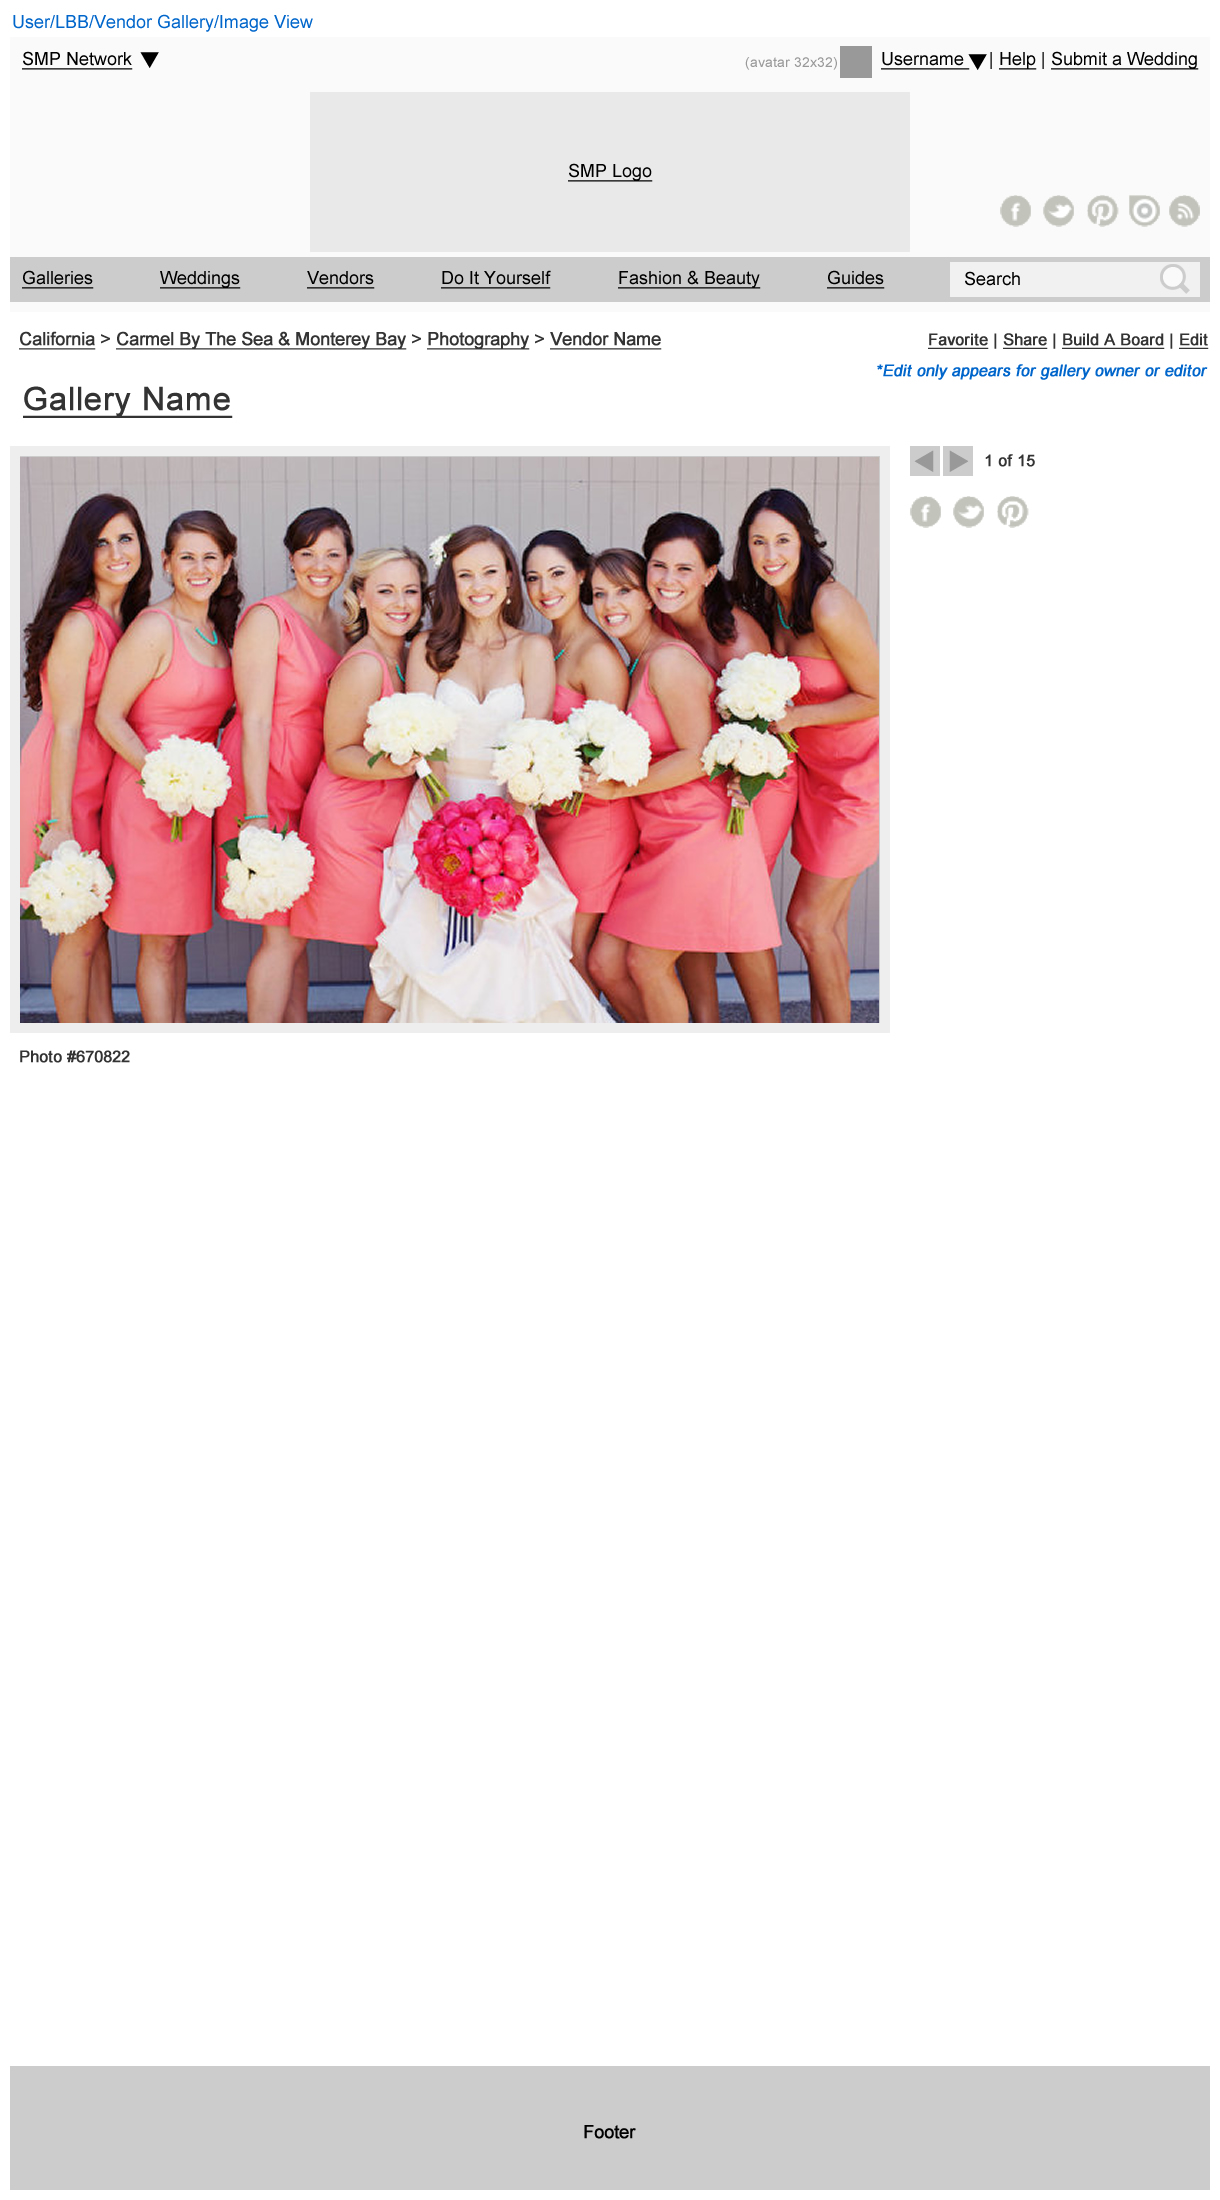 User/LBB/Vendor Gallery/Image View
SMP Network (avatar 32x32) Username | Help | Submit a Wedding
SMP Logo
Galleries Weddings Vendors Do It Yourself Fashion & Beauty Guides Search
California > Carmel By The Sea & Monterey Bay > Photography > Vendor Name Favorite | Share | Build A Board | Edit
*Edit only appears for gallery owner or editor
Gallery Name
1 of 15
Photo #670822
Footer